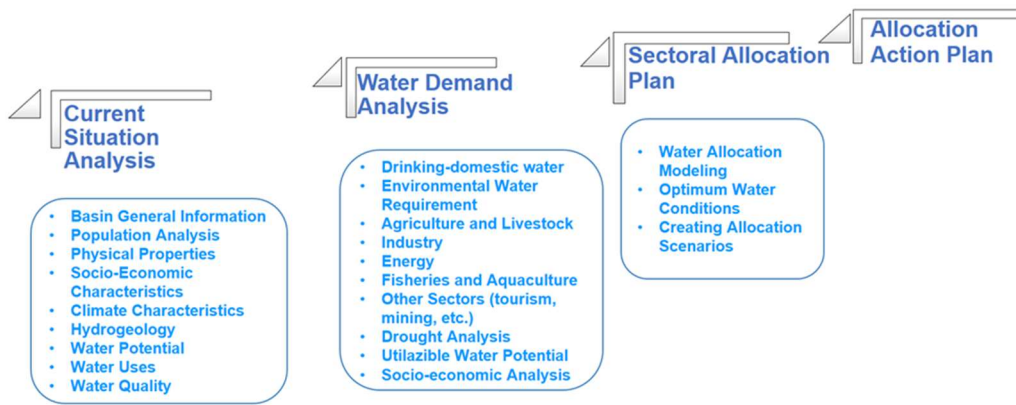 Current
Situation
Analysis
• Basin General Information
• Population Analysis
• Physical Properties
• Socio-Economic
Characteristics
• Climate Characteristics
• Hydrogeology
• Water Potential
• Water Uses
• Water Quality
Water Demand
Analysis
• Drinking-domestic water
• Environmental Water
Requirement
• Agriculture and Livestock
• Industry
• Energy
• Fisheries and Aquaculture
• Other Sectors (tourism,
mining, etc.)
• Drought Analysis
• Utilazible Water Potential
• Socio-economic Analysis
Sectoral Allocation
Plan
• Water Allocation
Modeling
• Optimum Water
Conditions
• Creating Allocation
Scenarios
Allocation
Action Plan